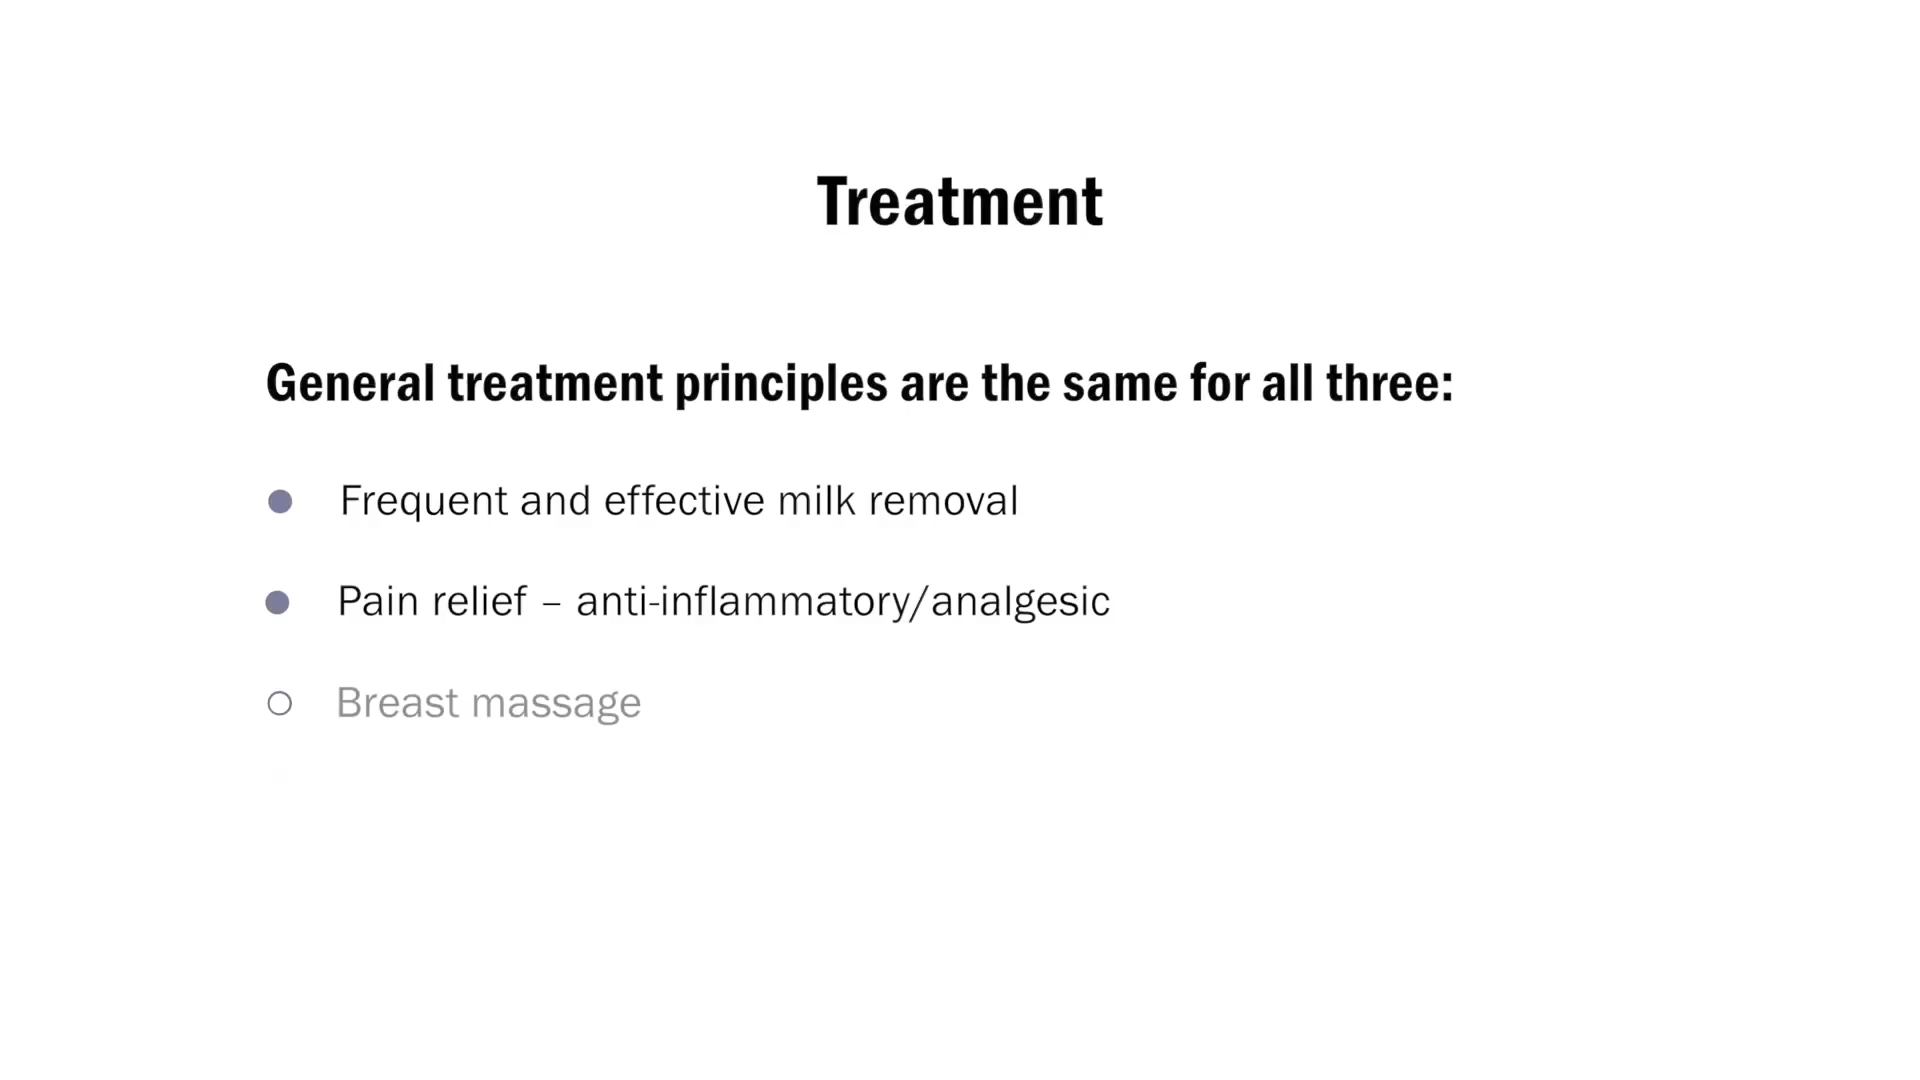 Treatment
General treatment principles are the same for all three:
Frequent and effective milk removal
Pain relief – anti-inflammatory/analgesic
Breast massage